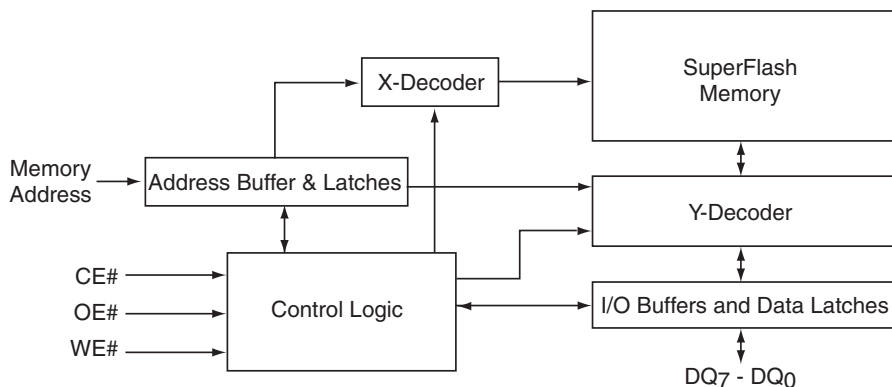 SuperFlash
Memory
X-Decoder
Memory
Address
Address Buffer & Latches
Y-Decoder
CE#
OE#
WE#
Control Logic
I/O Buffers and Data Latches
DQ7 - DQ0